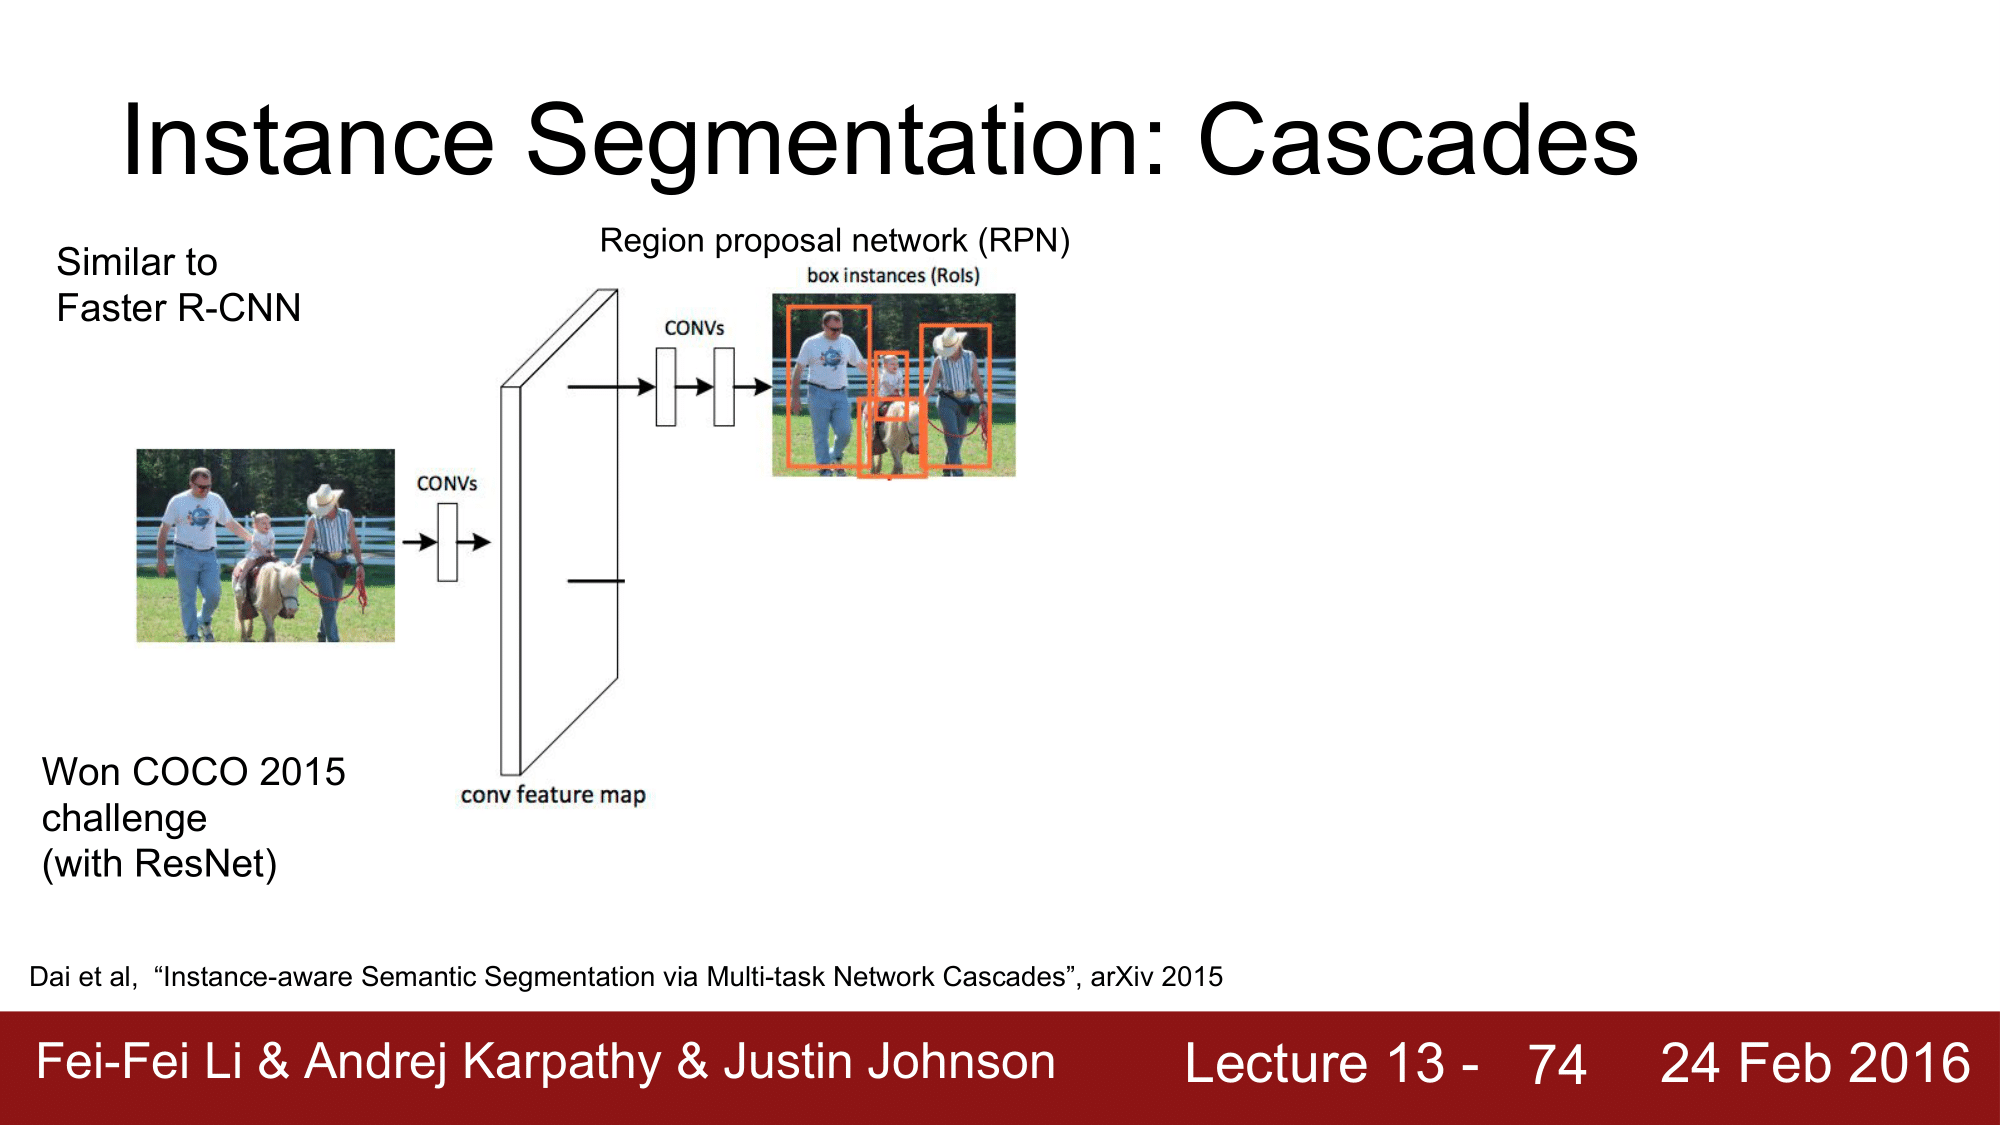 Instance Segmentation: Cascades
Similar to
Faster R-CNN
Region proposal network (RPN)
box instances (RoIs)
CONVs
CONVs
conv feature map
Won COCO 2015
challenge
(with ResNet)
Dai et al, “Instance-aware Semantic Segmentation via Multi-task Network Cascades”, arXiv 2015
Fei-Fei Li & Andrej Karpathy & Justin Johnson
Lecture 13 - 74
24 Feb 2016